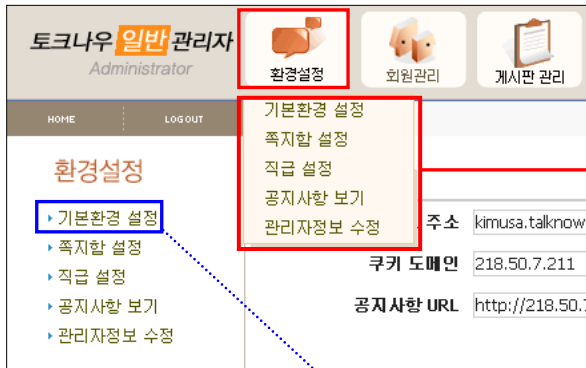 토크나우 일반 관리자
Administrator
환경설정
회원관리
게시판 관리
HOME
LOGOUT
기본환경 설정
쪽지함 설정
직급 설정
공지사항 보기
관리자정보 수정
환경설정
기본환경 설정
쪽지함 설정
직급 설정
공지사항 보기
관리자정보 수정
주소 kimusa.talknow
쿠키 도메인 218.50.7.211
공지사항 URL http://218.50.7